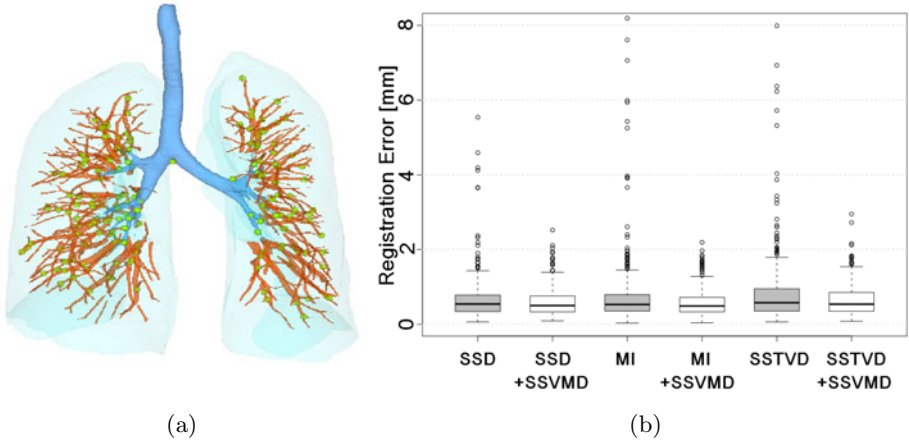 Registration Error [mm]
8
6
4
2
0
SSD SSD MI MI SSTVD SSTVD
+SSVMD +SSVMD +SSVMD
(a) (b)